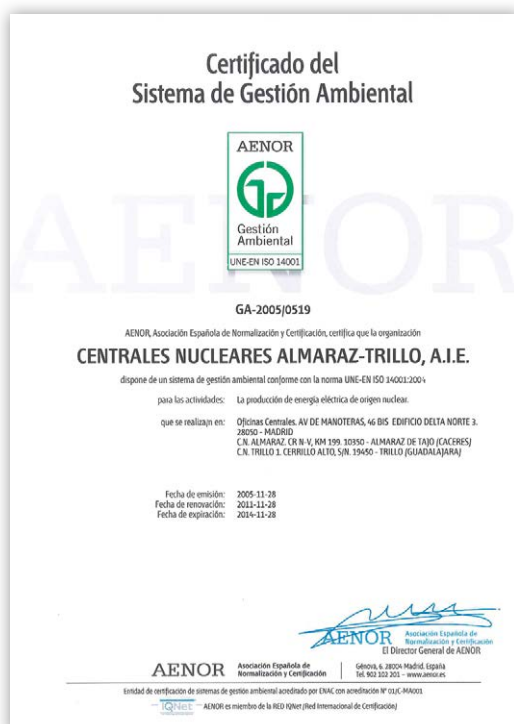 Certificado del
Sistema de Gestión Ambiental
AENOR
Gestión
Ambiental
UNE-EN ISO 14001
AENOR
GA-2005/0519
AENOR, Asociación Española de Normalización y Certificación, certifica que la organización
CENTRALES NUCLEARES ALMARAZ-TRILLO, A.I.E.
dispone de un sistema de gestión ambiental conforme con la norma UNE-EN ISO 14001:2004
para las actividades: La producción de energía eléctrica de origen nuclear.
que se realiza/n en: Oficinas Centrales. AV DE MANOTERAS, 46 BIS EDIFICIO DELTA NORTE 3.
28050 - MADRID
C.N. ALMARAZ. CR N-V, KM 199. 10350 - ALMARAZ DE TAJO (CACERES)
C.N. TRILLO 1. CERRILLO ALTO, S/N. 19450 - TRILLO (GUADALAJARA)
Fecha de emisión: 2005-11-28
Fecha de renovación: 2011-11-28
Fecha de expiración: 2014-11-28
AENOR Asociación Española de
Normalización y Certificación
El Director General de AENOR
AENOR Asociación Española de
Normalización y Certificación
Génova, 6. 28004 Madrid. España
Tel. 902 102 201 – www.aenor.es
Entidad de certificación de sistemas de gestión ambiental acreditada por ENAC con acreditación Nº 01/C-MA001
IQNet AENOR es miembro de la RED IQNet (Red Internacional de Certificación)